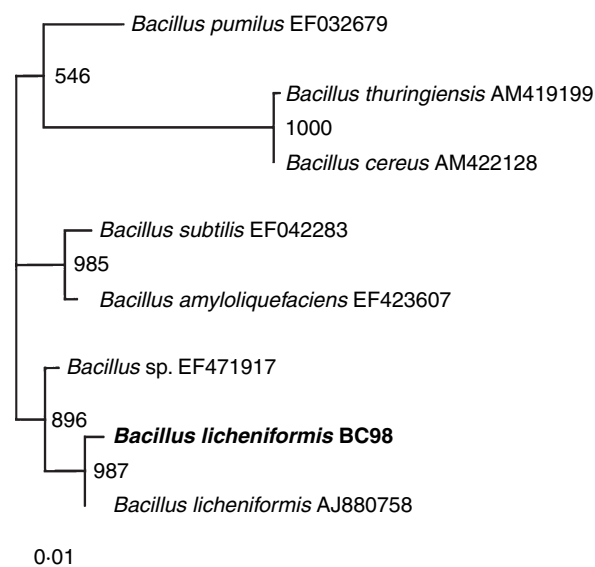 Bacillus pumilus EF032679
546
Bacillus thuringiensis AM419199
1000
Bacillus cereus AM422128
Bacillus subtilis EF042283
985
Bacillus amyloliquefaciens EF423607
Bacillus sp. EF471917
896
Bacillus licheniformis BC98
987
Bacillus licheniformis AJ880758
0·01